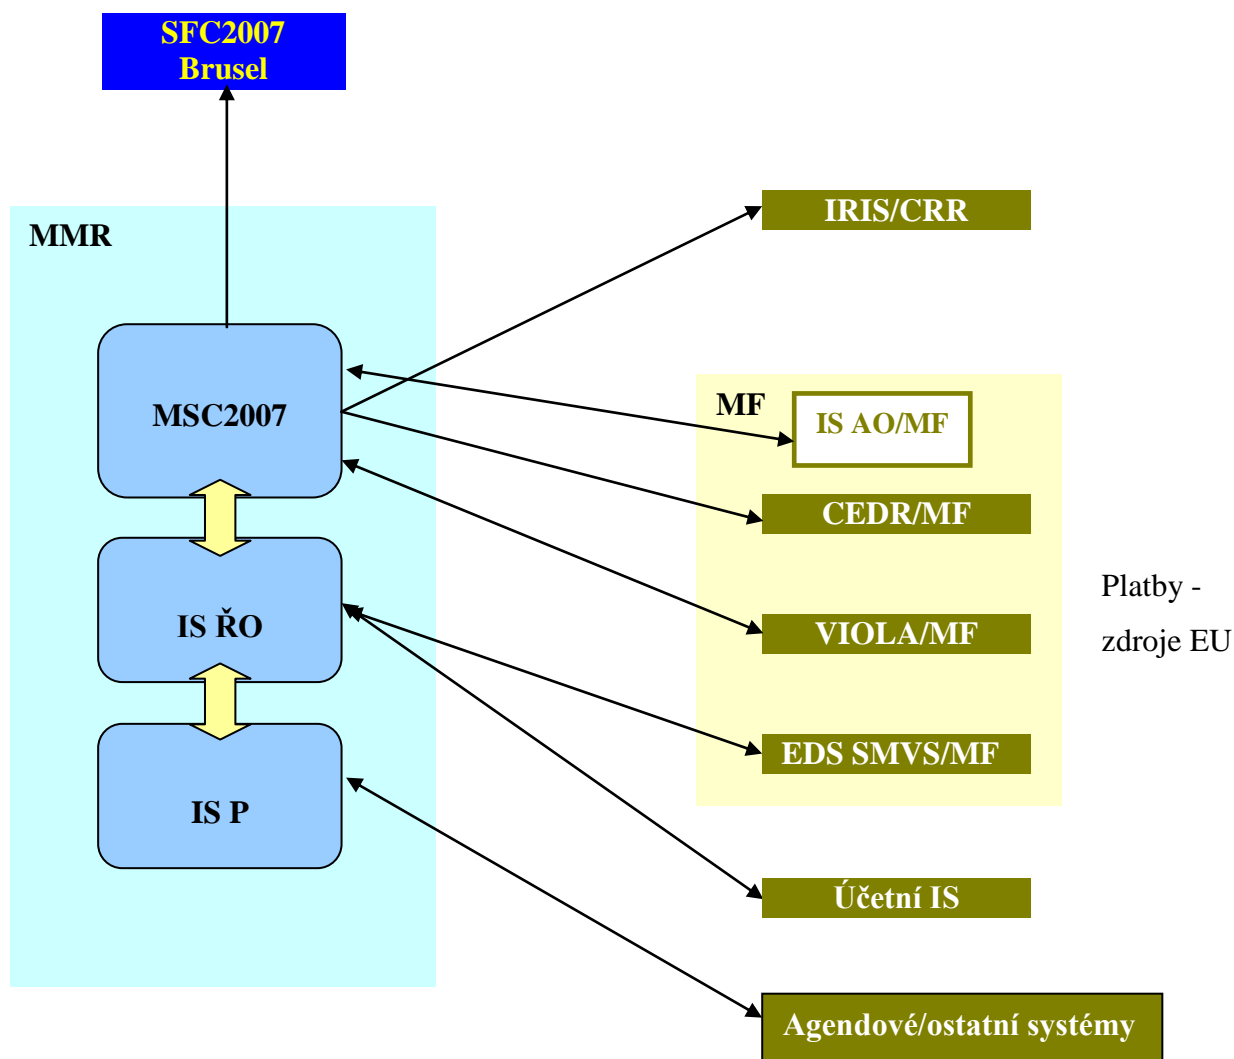 SFC2007
Brusel
IRIS/CRR
MMR
MSC2007
MF
IS AO/MF
CEDR/MF
Platby -
zdroje EU
IS ŘO
VIOLA/MF
EDS SMVS/MF
IS P
Účetní IS
Agendové/ostatní systémy